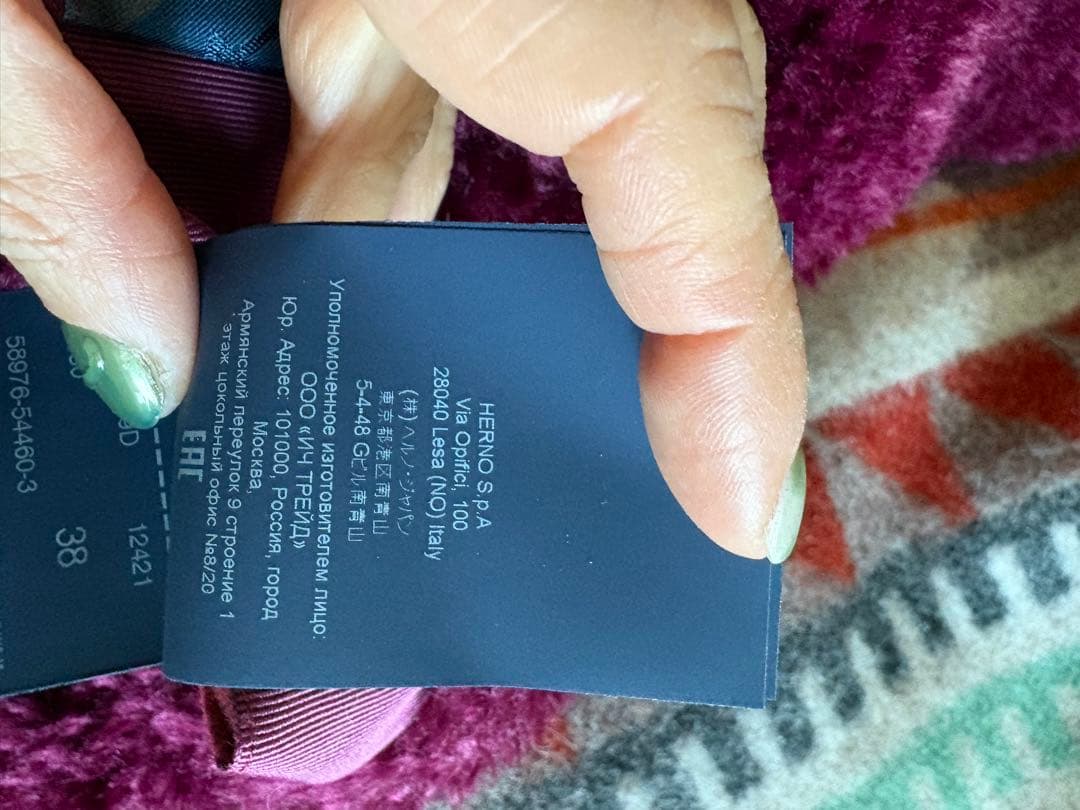 HERNO S.p.A
Via Opifici, 100
28040 Lesa (NO) Italy
(株) ヘルノ・ジャパン
東京都港区南青山
5-4-48 Gビル南青山
Уполномоченное изготовителем лицо:
ООО «ИЧ ТРЕЙД»
Юр. Адрес: 101000, Россия, город
Москва,
Армянский переулок 9 строение 1
этаж цокольный офис №8/20
EAC
12421
38
58976-54460-3